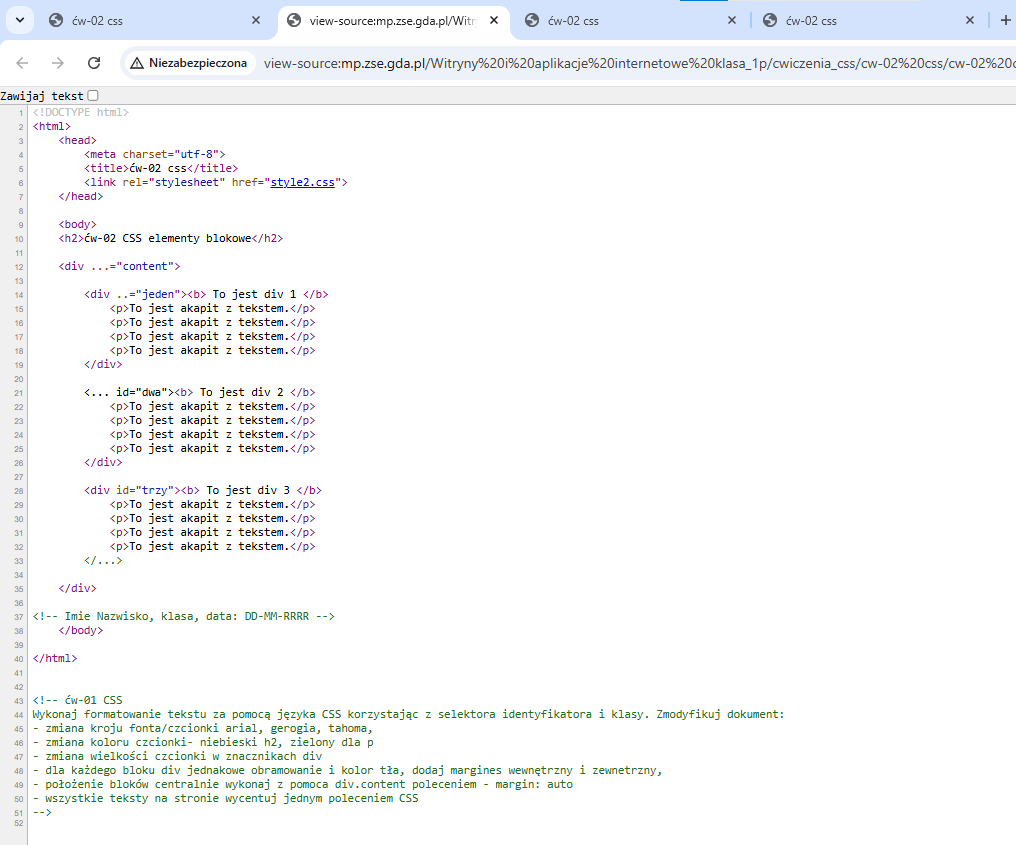 ćw-02 css
view-source:mp.zse.gda.pl/Witr
ćw-02 css
ćw-02 css
Niezabezpieczona
view-source:mp.zse.gda.pl/Witryny%20i%20aplikacje%20internetowe%20klasa_1p/cwiczenia_css/cw-02%20css/cw-02%20c
Zawijaj tekst
1 <!DOCTYPE html>
2 <html>
3 <head>
4 <meta charset="utf-8">
5 <title>ćw-02 css</title>
6 <link rel="stylesheet" href="style2.css">
7 </head>
8
9 <body>
10 <h2>ćw-02 CSS elementy blokowe</h2>
11
12 <div ...="content">
13
14 <div ..="jeden"><b> To jest div 1 </b>
15 <p>To jest akapit z tekstem.</p>
16 <p>To jest akapit z tekstem.</p>
17 <p>To jest akapit z tekstem.</p>
18 <p>To jest akapit z tekstem.</p>
19 </div>
20
21 <... id="dwa"><b> To jest div 2 </b>
22 <p>To jest akapit z tekstem.</p>
23 <p>To jest akapit z tekstem.</p>
24 <p>To jest akapit z tekstem.</p>
25 <p>To jest akapit z tekstem.</p>
26 </div>
27
28 <div id="trzy"><b> To jest div 3 </b>
29 <p>To jest akapit z tekstem.</p>
30 <p>To jest akapit z tekstem.</p>
31 <p>To jest akapit z tekstem.</p>
32 <p>To jest akapit z tekstem.</p>
33 </...>
34
35 </div>
36
37 <!-- Imie Nazwisko, klasa, data: DD-MM-RRRR -->
38 </body>
39
40 </html>
41
42
43 <!-- ćw-01 CSS
44 Wykonaj formatowanie tekstu za pomocą języka CSS korzystając z selektora identyfikatora i klasy. Zmodyfikuj dokument:
45 - zmiana kroju fonta/czcionki arial, gerogia, tahoma,
46 - zmiana koloru czcionki- niebieski h2, zielony dla p
47 - zmiana wielkości czcionki w znacznikach div
48 - dla każdego bloku div jednakowe obramowanie i kolor tła, dodaj margines wewnętrzny i zewnetrzny,
49 - położenie bloków centralnie wykonaj z pomoca div.content poleceniem - margin: auto
50 - wszystkie teksty na stronie wycentuj jednym poleceniem CSS
51 -->
52